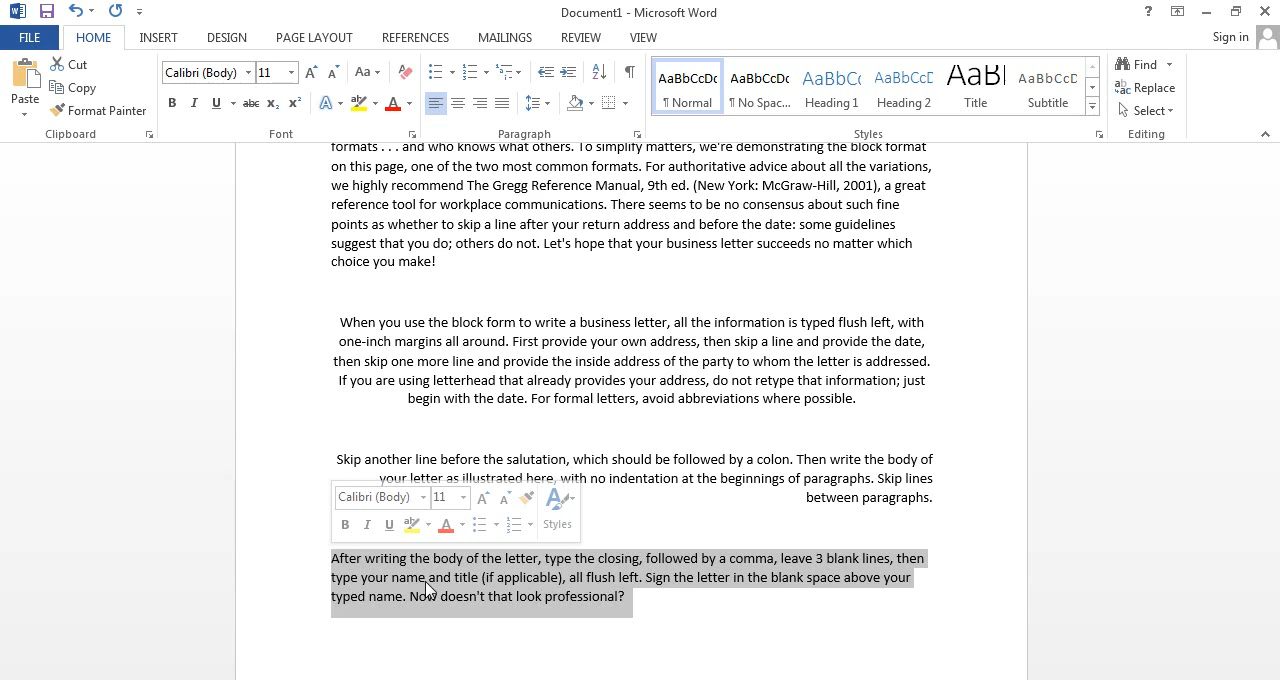 Document1 - Microsoft Word
?
FILE HOME INSERT DESIGN PAGE LAYOUT REFERENCES MAILINGS REVIEW VIEW Sign in
Paste
Cut
Copy
Format Painter
Clipboard
Calibri (Body) 11 Aa
B I U abc x₂ x² A ab A
Font
Paragraph
AaBbCcDc AaBbCcDc AaBbCc AaBbCcD AaBl AaBbCcD
¶ Normal ¶ No Spac... Heading 1 Heading 2 Title Subtitle
Styles
Find
Replace
Select
Editing
formats . . . and who knows what others. To simplify matters, we're demonstrating the block format
on this page, one of the two most common formats. For authoritative advice about all the variations,
we highly recommend The Gregg Reference Manual, 9th ed. (New York: McGraw-Hill, 2001), a great
reference tool for workplace communications. There seems to be no consensus about such fine
points as whether to skip a line after your return address and before the date: some guidelines
suggest that you do; others do not. Let's hope that your business letter succeeds no matter which
choice you make!
When you use the block form to write a business letter, all the information is typed flush left, with
one-inch margins all around. First provide your own address, then skip a line and provide the date,
then skip one more line and provide the inside address of the party to whom the letter is addressed.
If you are using letterhead that already provides your address, do not retype that information; just
begin with the date. For formal letters, avoid abbreviations where possible.
Skip another line before the salutation, which should be followed by a colon. Then write the body of
your letter as illustrated here, with no indentation at the beginnings of paragraphs. Skip lines
between paragraphs.
Calibri (Body) 11
B I U ab A Styles
After writing the body of the letter, type the closing, followed by a comma, leave 3 blank lines, then
type your name and title (if applicable), all flush left. Sign the letter in the blank space above your
typed name. Now doesn't that look professional?